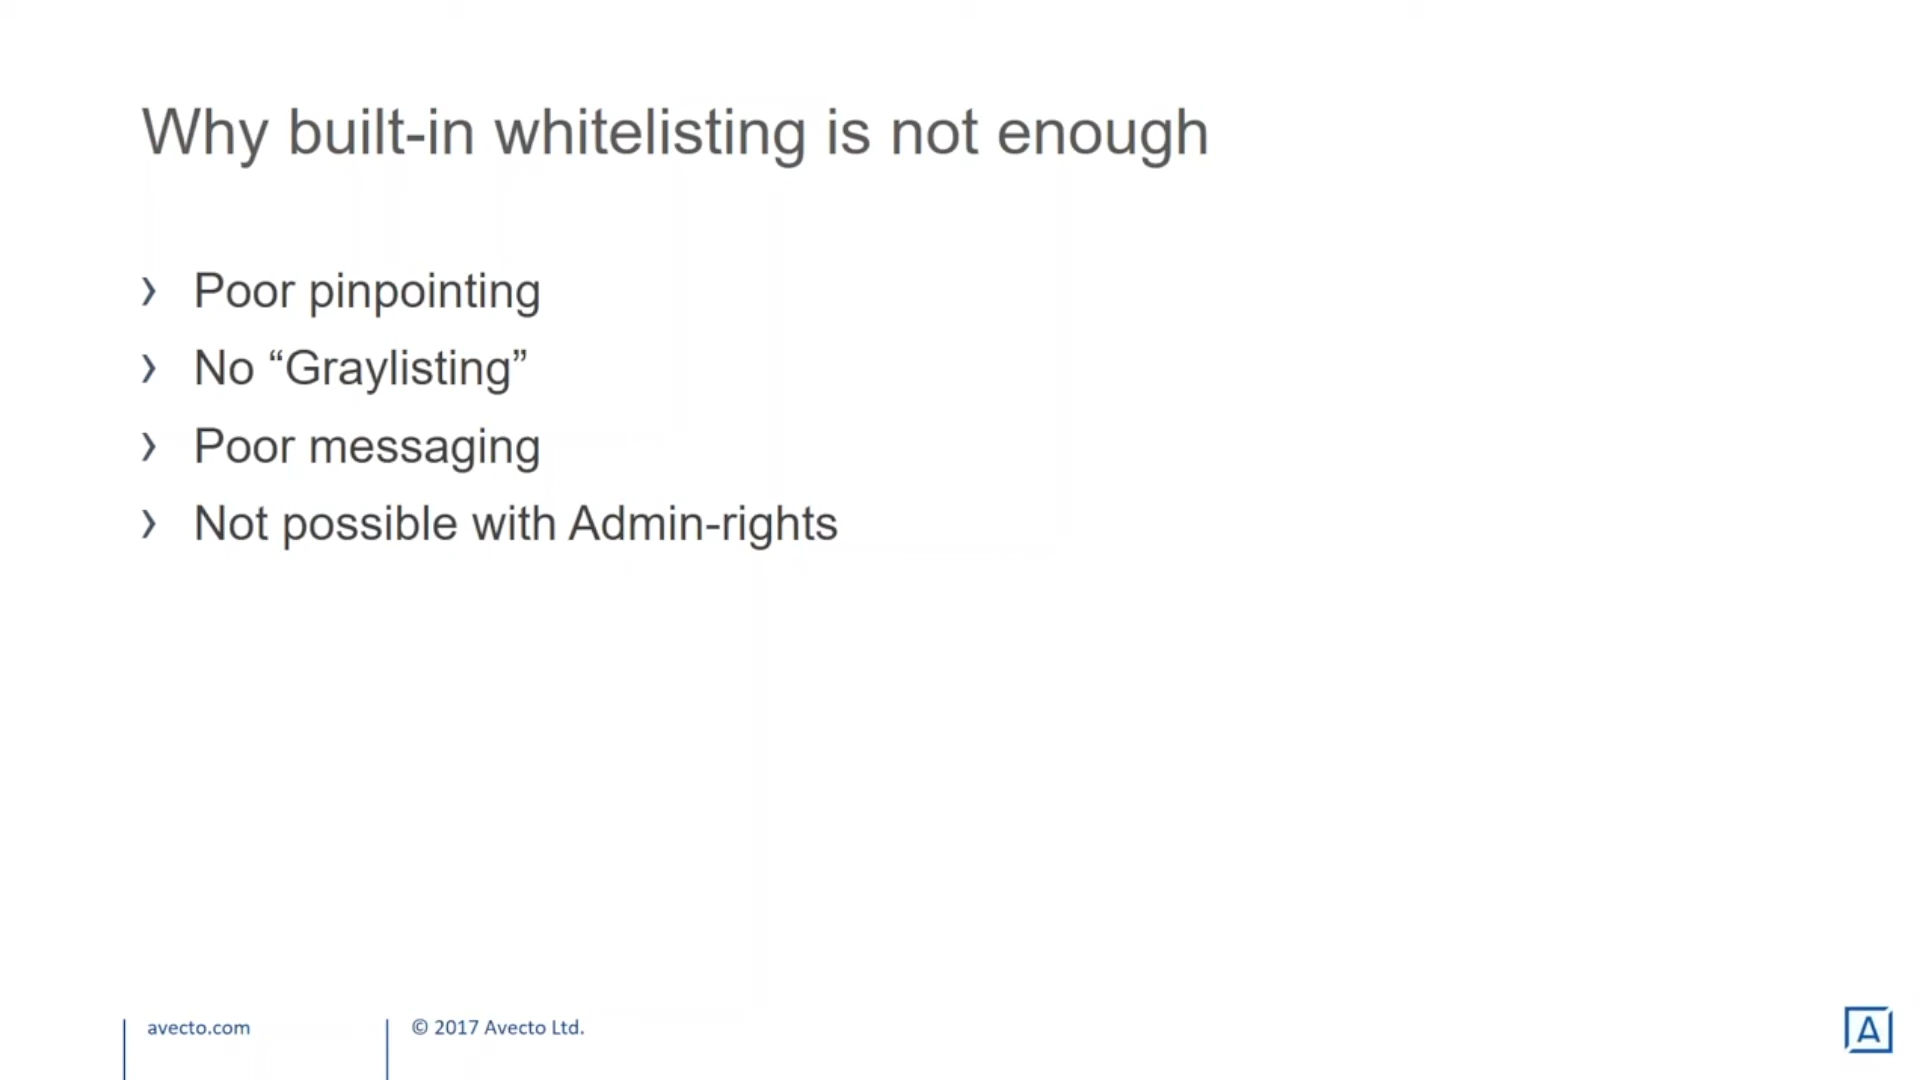 Why built-in whitelisting is not enough
› Poor pinpointing
› No “Graylisting”
› Poor messaging
› Not possible with Admin-rights
avecto.com
© 2017 Avecto Ltd.
A